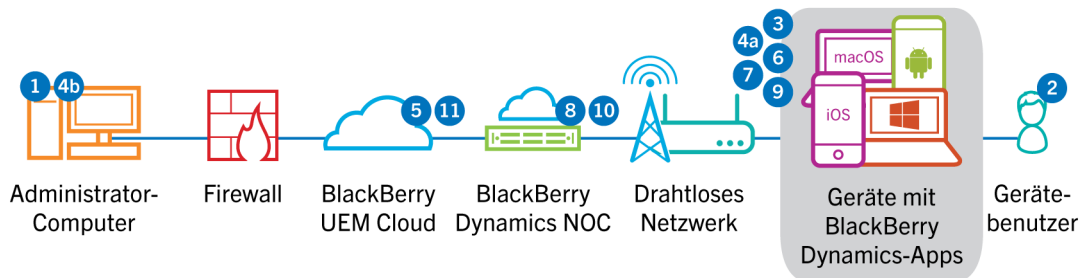 1
4b
5
11
8
10
3
4a
6
7
9
macOS
iOS
2
Administrator-
Computer
Firewall
BlackBerry
UEM Cloud
BlackBerry
Dynamics NOC
Drahtloses
Netzwerk
Geräte mit
BlackBerry
Dynamics-Apps
Geräte-
benutzer